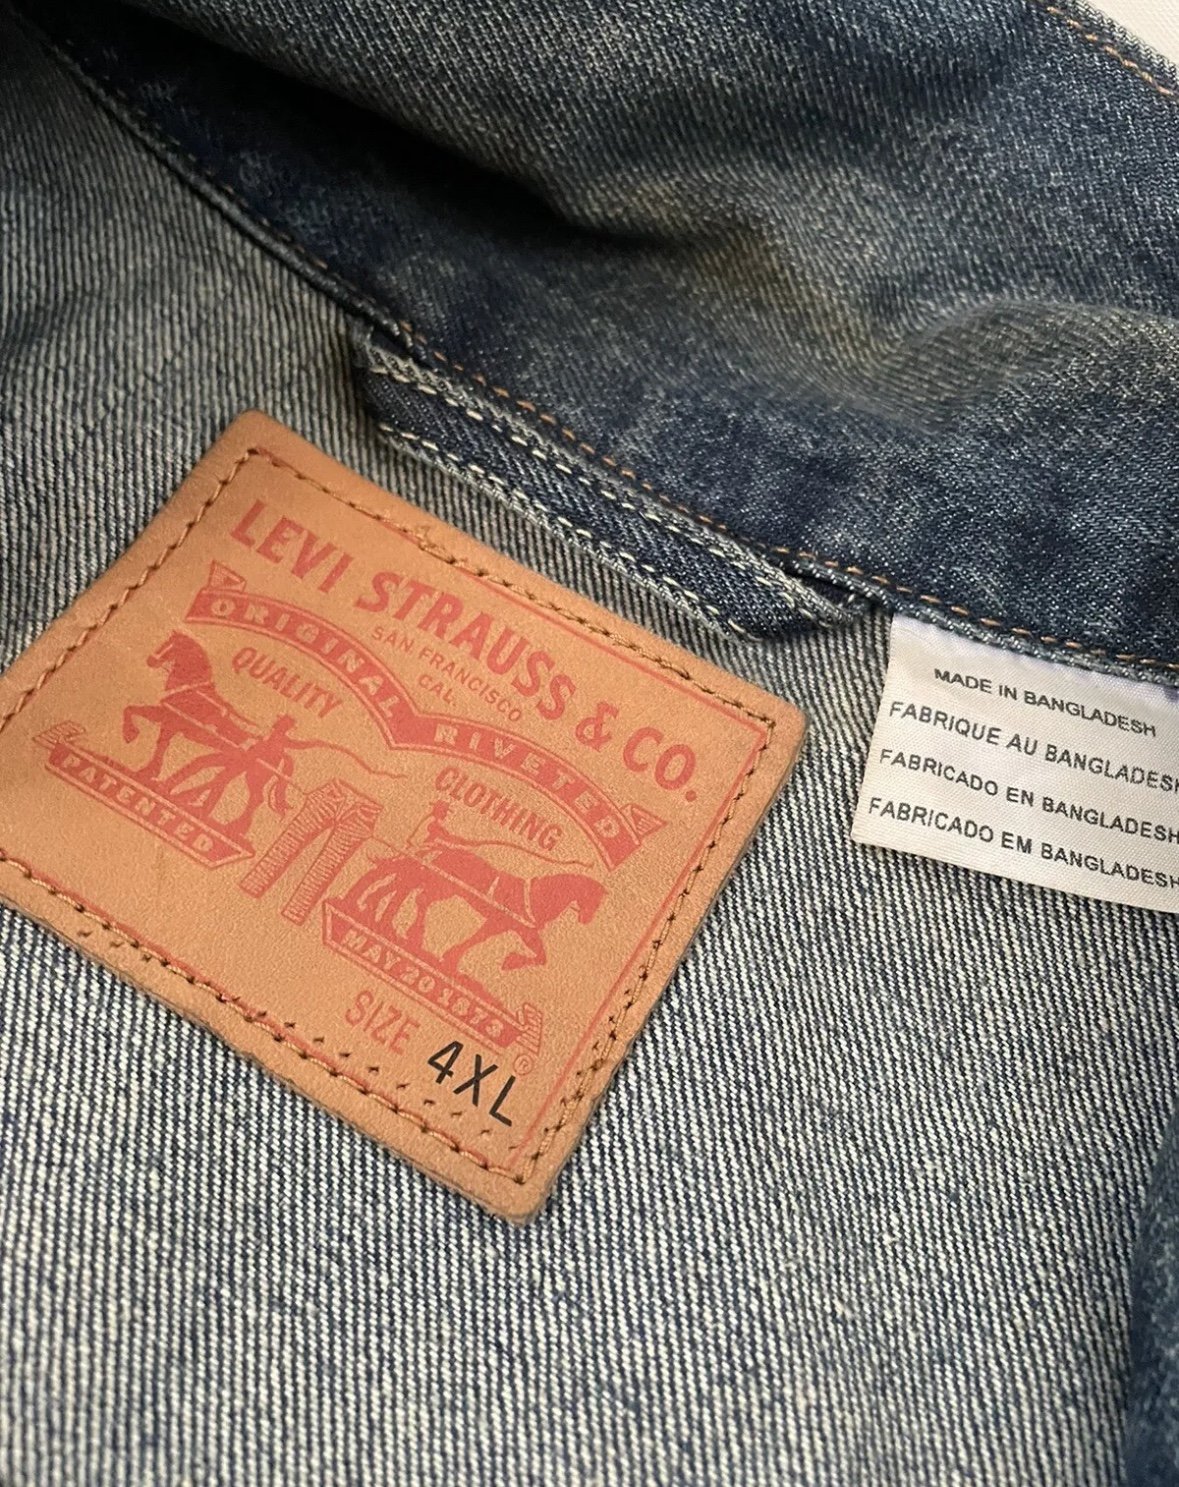 LEVI STRAUSS & CO.
SAN FRANCISCO
CAL.
ORIGINAL RIVETED
QUALITY CLOTHING
PATENTED
MAY 20 1873
®
SIZE 4XL
MADE IN BANGLADESH
FABRIQUE AU BANGLADESH
FABRICADO EN BANGLADESH
FABRICADO EM BANGLADESH